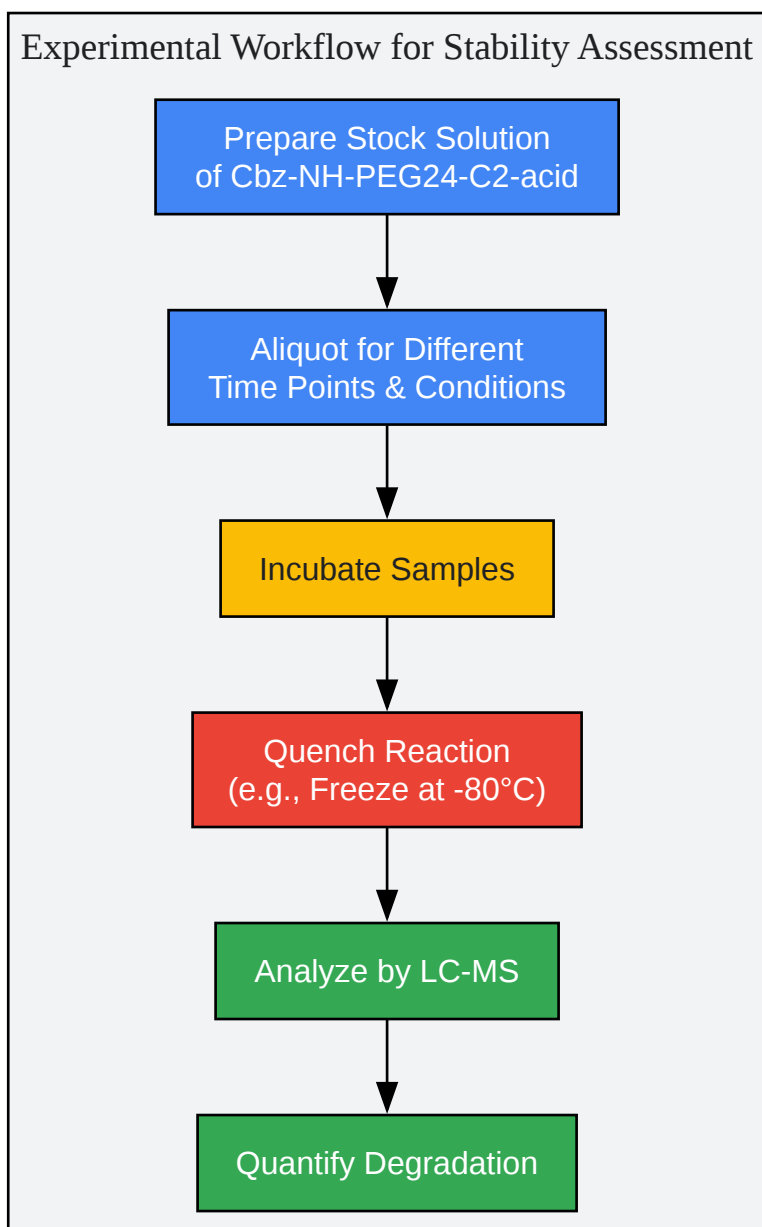 Experimental Workflow for Stability Assessment
Prepare Stock Solution
of Cbz-NH-PEG24-C2-acid
Aliquot for Different
Time Points & Conditions
Incubate Samples
Quench Reaction
(e.g., Freeze at -80°C)
Analyze by LC-MS
Quantify Degradation